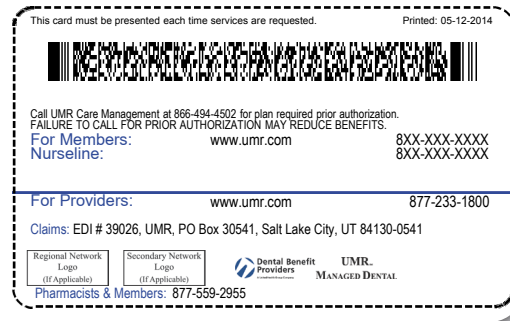 This card must be presented each time services are requested. Printed: 05-12-2014
Call UMR Care Management at 866-494-4502 for plan required prior authorization.
FAILURE TO CALL FOR PRIOR AUTHORIZATION MAY REDUCE BENEFITS.
For Members: www.umr.com 8XX-XXX-XXXX
Nurseline: 8XX-XXX-XXXX
For Providers: www.umr.com 877-233-1800
Claims: EDI # 39026, UMR, PO Box 30541, Salt Lake City, UT 84130-0541
Regional Network
Logo
(If Applicable)
Secondary Network
Logo
(If Applicable)
Dental Benefit
Providers
UMR
MANAGED DENTAL
Pharmacists & Members: 877-559-2955